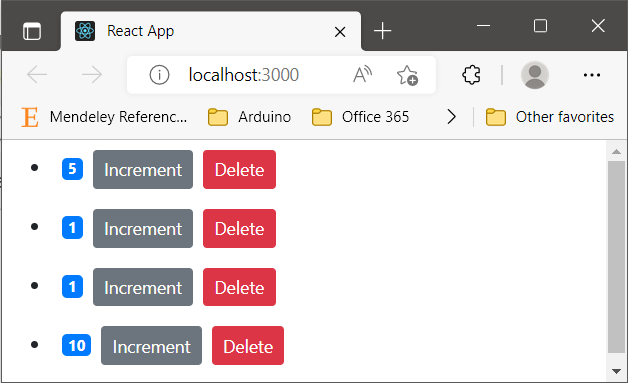 React App
localhost:3000
Mendeley Referenc... Arduino Office 365 Other favorites
5 Increment Delete
1 Increment Delete
1 Increment Delete
10 Increment Delete